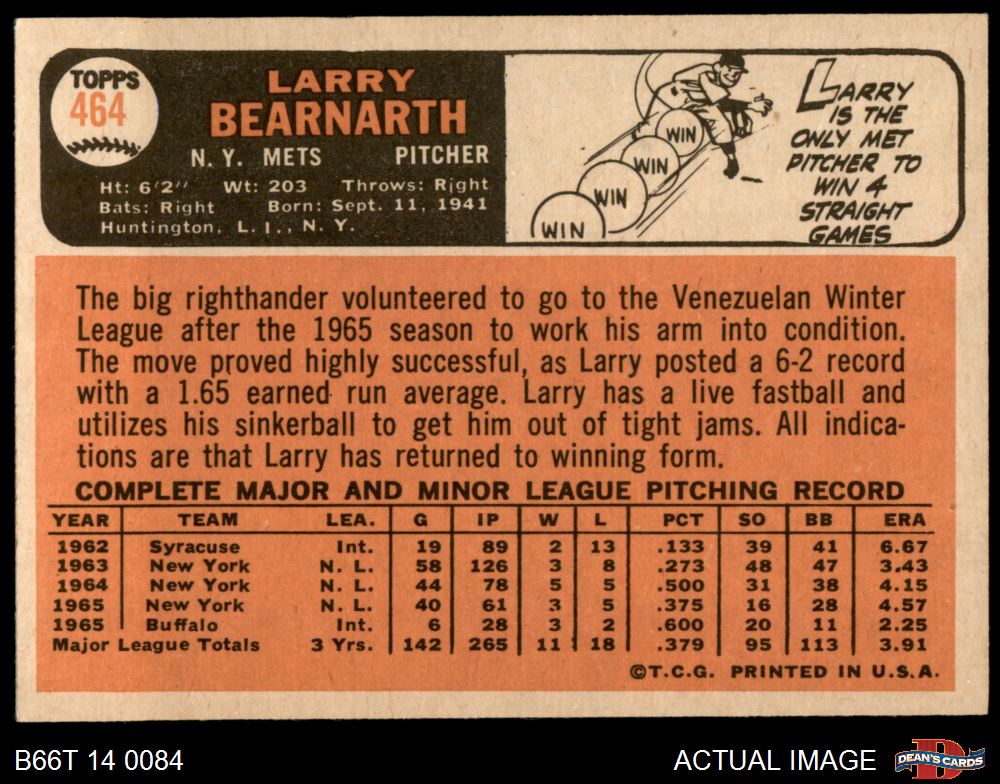 TOPPS
464
LARRY
BEARNARTH
N. Y. METS PITCHER
Ht: 6'2" Wt: 203 Throws: Right
Bats: Right Born: Sept. 11, 1941
Huntington, L. I., N. Y.
WIN
WIN
WIN
WIN
LARRY
IS THE
ONLY MET
PITCHER TO
WIN 4
STRAIGHT
GAMES
The big righthander volunteered to go to the Venezuelan Winter
League after the 1965 season to work his arm into condition.
The move proved highly successful, as Larry posted a 6-2 record
with a 1.65 earned run average. Larry has a live fastball and
utilizes his sinkerball to get him out of tight jams. All indica-
tions are that Larry has returned to winning form.
COMPLETE MAJOR AND MINOR LEAGUE PITCHING RECORD
YEAR TEAM LEA. G IP W L PCT SO BB ERA
1962 Syracuse Int. 19 89 2 13 .133 39 41 6.67
1963 New York N. L. 58 126 3 8 .273 48 47 3.43
1964 New York N. L. 44 78 5 5 .500 31 38 4.15
1965 New York N. L. 40 61 3 5 .375 16 28 4.57
1965 Buffalo Int. 6 28 3 2 .600 20 11 2.25
Major League Totals 3 Yrs. 142 265 11 18 .379 95 113 3.91
©T.C.G. PRINTED IN U.S.A.
B66T 14 0084 ACTUAL IMAGE DEAN'S CARDS